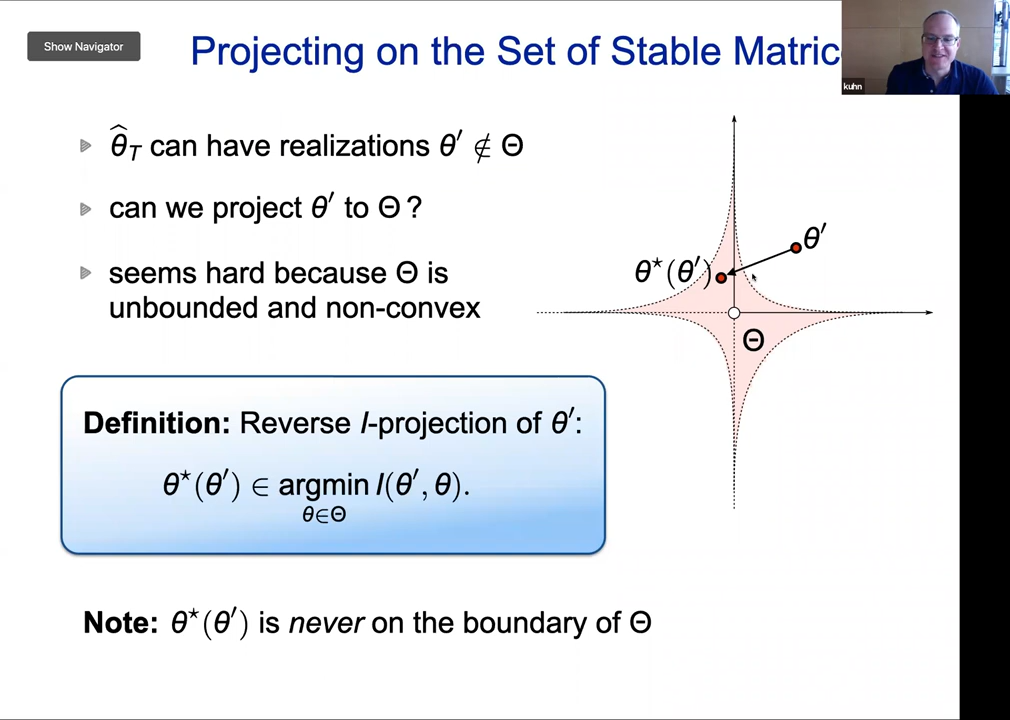 Show Navigator
Projecting on the Set of Stable Matric
kuhn
θ̂_T can have realizations θ′ ∉ Θ
can we project θ′ to Θ ?
seems hard because Θ is
unbounded and non-convex
θ′
θ⋆(θ′)
Θ
Definition: Reverse I-projection of θ′:
θ⋆(θ′) ∈ argmin I(θ′, θ).
θ∈Θ
Note: θ⋆(θ′) is never on the boundary of Θ